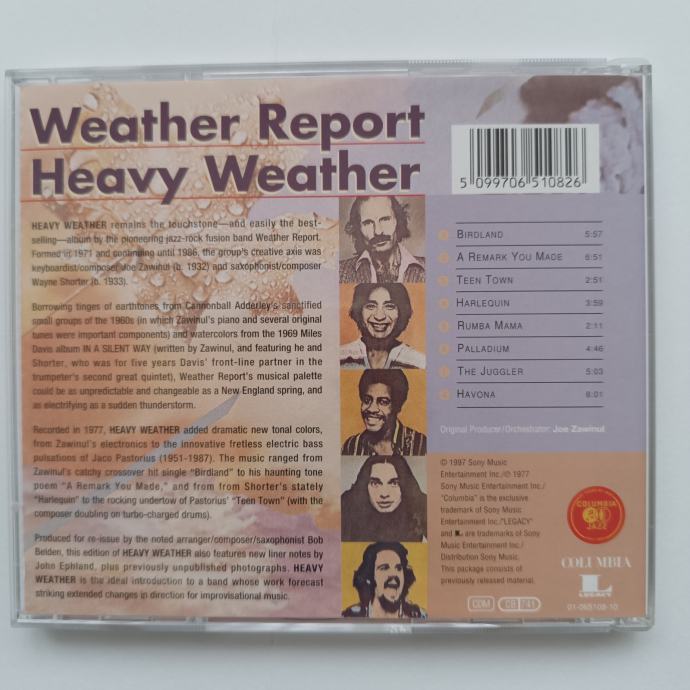 Weather Report
Heavy Weather
5 099706 510826
HEAVY WEATHER remains the touchstone—and easily the best-
selling—album by the pioneering jazz-rock fusion band Weather Report.
Formed in 1971 and continuing until 1986, the group's creative axis was
keyboardist/composer Joe Zawinul (b. 1932) and saxophonist/composer
Wayne Shorter (b. 1933).
Borrowing tinges of earthtones from Cannonball Adderley's sanctified
small groups of the 1960s (in which Zawinul's piano and several original
tunes were important components) and watercolors from the 1969 Miles
Davis album IN A SILENT WAY (written by Zawinul, and featuring he and
Shorter, who was for five years Davis' front-line partner in the
trumpeter's second great quintet), Weather Report's musical palette
could be as unpredictable and changeable as a New England spring, and
as electrifying as a sudden thunderstorm.
Recorded in 1977, HEAVY WEATHER added dramatic new tonal colors,
from Zawinul's electronics to the innovative fretless electric bass
pulsations of Jaco Pastorius (1951-1987). The music ranged from
Zawinul's catchy crossover hit single "Birdland" to his haunting tone
poem "A Remark You Made," and from from Shorter's stately
"Harlequin" to the rocking undertow of Pastorius' "Teen Town" (with the
composer doubling on turbo-charged drums).
Produced for re-issue by the noted arranger/composer/saxophonist Bob
Belden, this edition of HEAVY WEATHER also features new liner notes by
John Ephland, plus previously unpublished photographs. HEAVY
WEATHER is the ideal introduction to a band whose work forecast
striking extended changes in direction for improvisational music.
BIRDLAND 5:57
A REMARK YOU MADE 6:51
TEEN TOWN 2:51
HARLEQUIN 3:59
RUMBA MAMA 2:11
PALLADIUM 4:46
THE JUGGLER 5:03
HAVONA 6:01
Original Producer/Orchestrator: Joe Zawinul
© 1997 Sony Music
Entertainment Inc./℗ 1977
Sony Music Entertainment Inc./
"Columbia" is the exclusive
trademark of Sony Music
Entertainment Inc./"LEGACY"
and L are trademarks of Sony
Music Entertainment Inc./
Distribution Sony Music.
This package consists of
previously released material.
COLUMBIA
JAZZ
COLUMBIA
L
LEGACY
CDM CB 741
01-065108-10